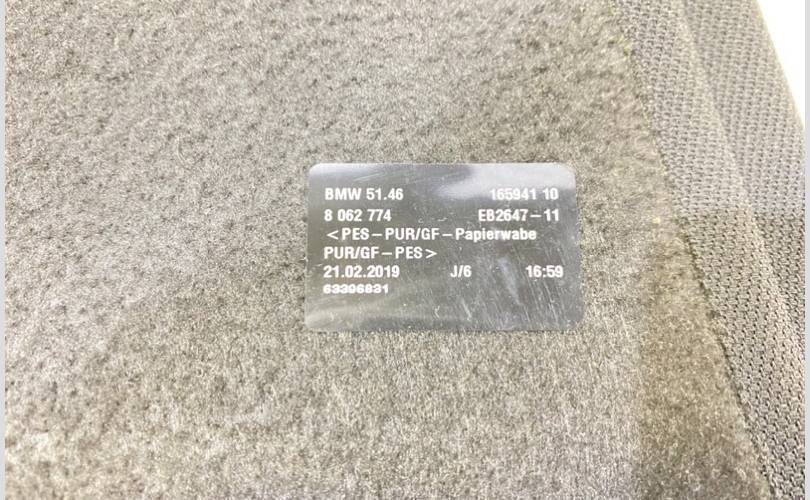 BMW 51.46 165941 10
8 062 774 EB2647-11
<PES-PUR/GF-Papierwabe
PUR/GF-PES>
21.02.2019 J/6 16:59
63306831